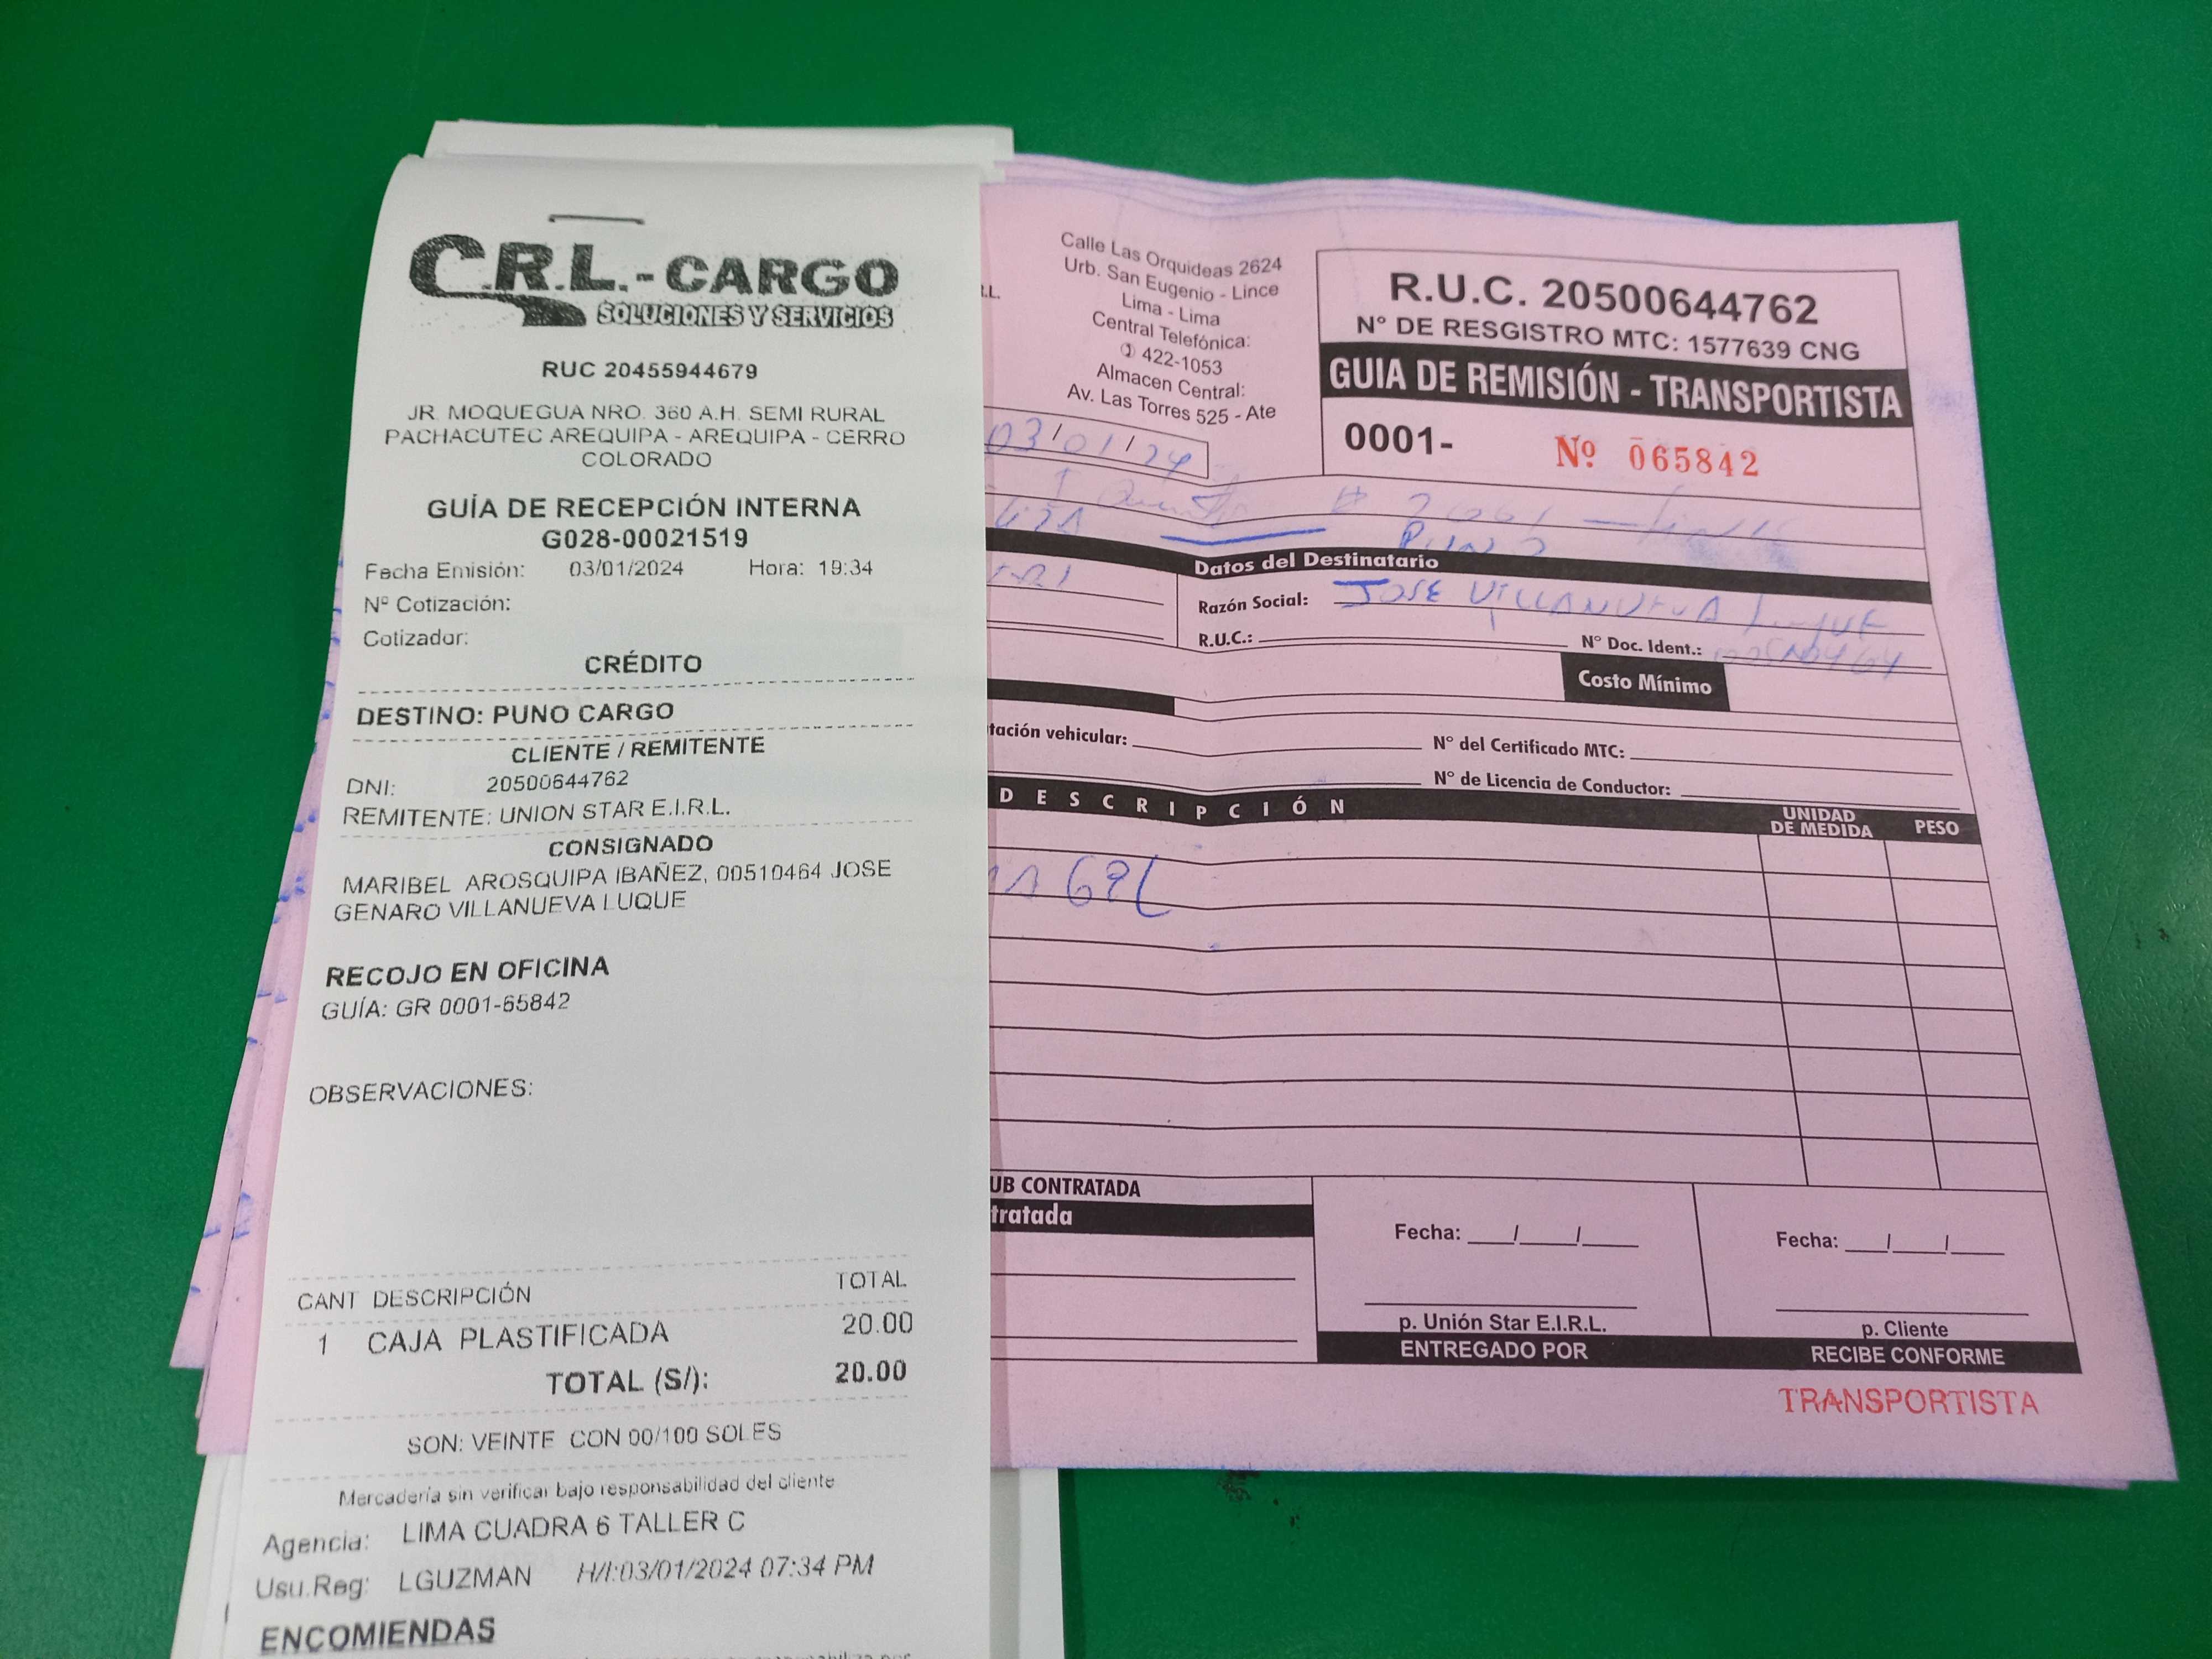 C.R.L.-CARGO
SOLUCIONES Y SERVICIOS
RUC 20455944679
JR. MOQUEGUA NRO. 360 A.H. SEMI RURAL
PACHACUTEC AREQUIPA - AREQUIPA - CERRO
COLORADO
GUÍA DE RECEPCIÓN INTERNA
G028-00021519
Fecha Emisión: 03/01/2024 Hora: 19:34
Nº Cotización:
Cotizador:
CRÉDITO
DESTINO: PUNO CARGO
CLIENTE / REMITENTE
DNI: 20500644762
REMITENTE: UNION STAR E.I.R.L.
CONSIGNADO
MARIBEL AROSQUIPA IBAÑEZ, 00510464 JOSE
GENARO VILLANUEVA LUQUE
RECOJO EN OFICINA
GUÍA: GR 0001-65842
OBSERVACIONES:
CANT DESCRIPCIÓN TOTAL
1 CAJA PLASTIFICADA 20.00
TOTAL (S/): 20.00
SON: VEINTE CON 00/100 SOLES
Mercadería sin verificar bajo responsabilidad del cliente
Agencia: LIMA CUADRA 6 TALLER C
Usu.Reg: LGUZMAN H/I:03/01/2024 07:34 PM
ENCOMIENDAS
Calle Las Orquideas 2624
Urb. San Eugenio - Lince
Lima - Lima
Central Telefónica:
✆ 422-1053
Almacen Central:
Av. Las Torres 525 - Ate
03/01/24
R.U.C. 20500644762
N° DE RESGISTRO MTC: 1577639 CNG
GUIA DE REMISIÓN - TRANSPORTISTA
0001- Nº 065842
PUNO
Datos del Destinatario
Razón Social: JOSE VILLANUEVA LUQUE
R.U.C.: N° Doc. Ident.:
Costo Mínimo
tación vehicular: N° del Certificado MTC:
N° de Licencia de Conductor:
DESCRIPCIÓN UNIDAD DE MEDIDA PESO
UB CONTRATADA
tratada
Fecha: / / Fecha: / /
p. Unión Star E.I.R.L. p. Cliente
ENTREGADO POR RECIBE CONFORME
TRANSPORTISTA